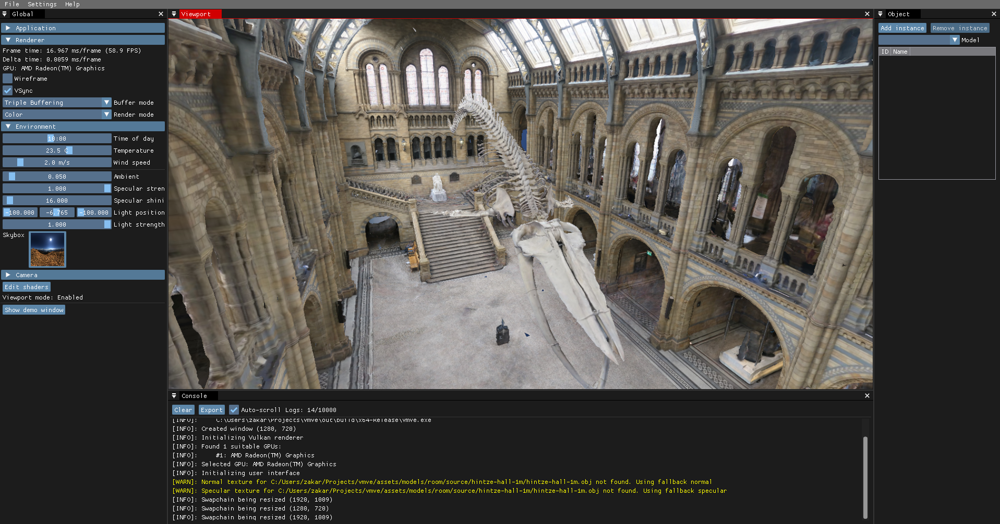 File Settings Help
Global
Application
Renderer
Frame time: 16.967 ms/frame (58.9 FPS)
Delta time: 0.0059 ms/frame
GPU: AMD Radeon(TM) Graphics
Wireframe
VSync
Triple Buffering Buffer mode
Color Render mode
Environment
10:00 Time of day
23.5 C Temperature
2.0 m/s Wind speed
0.050 Ambient
1.000 Specular stren
16.000 Specular shini
-100.000 -6.765 -100.000 Light position
1.000 Light strength
Skybox
Camera
Edit shaders
Viewport mode: Enabled
Show demo window
Viewport
Console
Clear Export Auto-scroll Logs: 14/10000
[INFO]: C:\Users\zakar\Projects\vmve\out\build\x64-Release\vmve.exe
[INFO]: Created window (1280, 720)
[INFO]: Initializing Vulkan renderer
[INFO]: Found 1 suitable GPUs:
[INFO]: #1: AMD Radeon(TM) Graphics
[INFO]: Selected GPU: AMD Radeon(TM) Graphics
[INFO]: Initializing user interface
[WARN]: Normal texture for C:/Users/zakar/Projects/vmve/assets/models/room/source/hintze-hall-1m/hintze-hall-1m.obj not found. Using fallback normal
[WARN]: Specular texture for C:/Users/zakar/Projects/vmve/assets/models/room/source/hintze-hall-1m/hintze-hall-1m.obj not found. Using fallback specular
[INFO]: Swapchain being resized (1920, 1009)
[INFO]: Swapchain being resized (1280, 720)
[INFO]: Swapchain being resized (1920, 1009)
Object
Add instance Remove instance
Model
ID Name